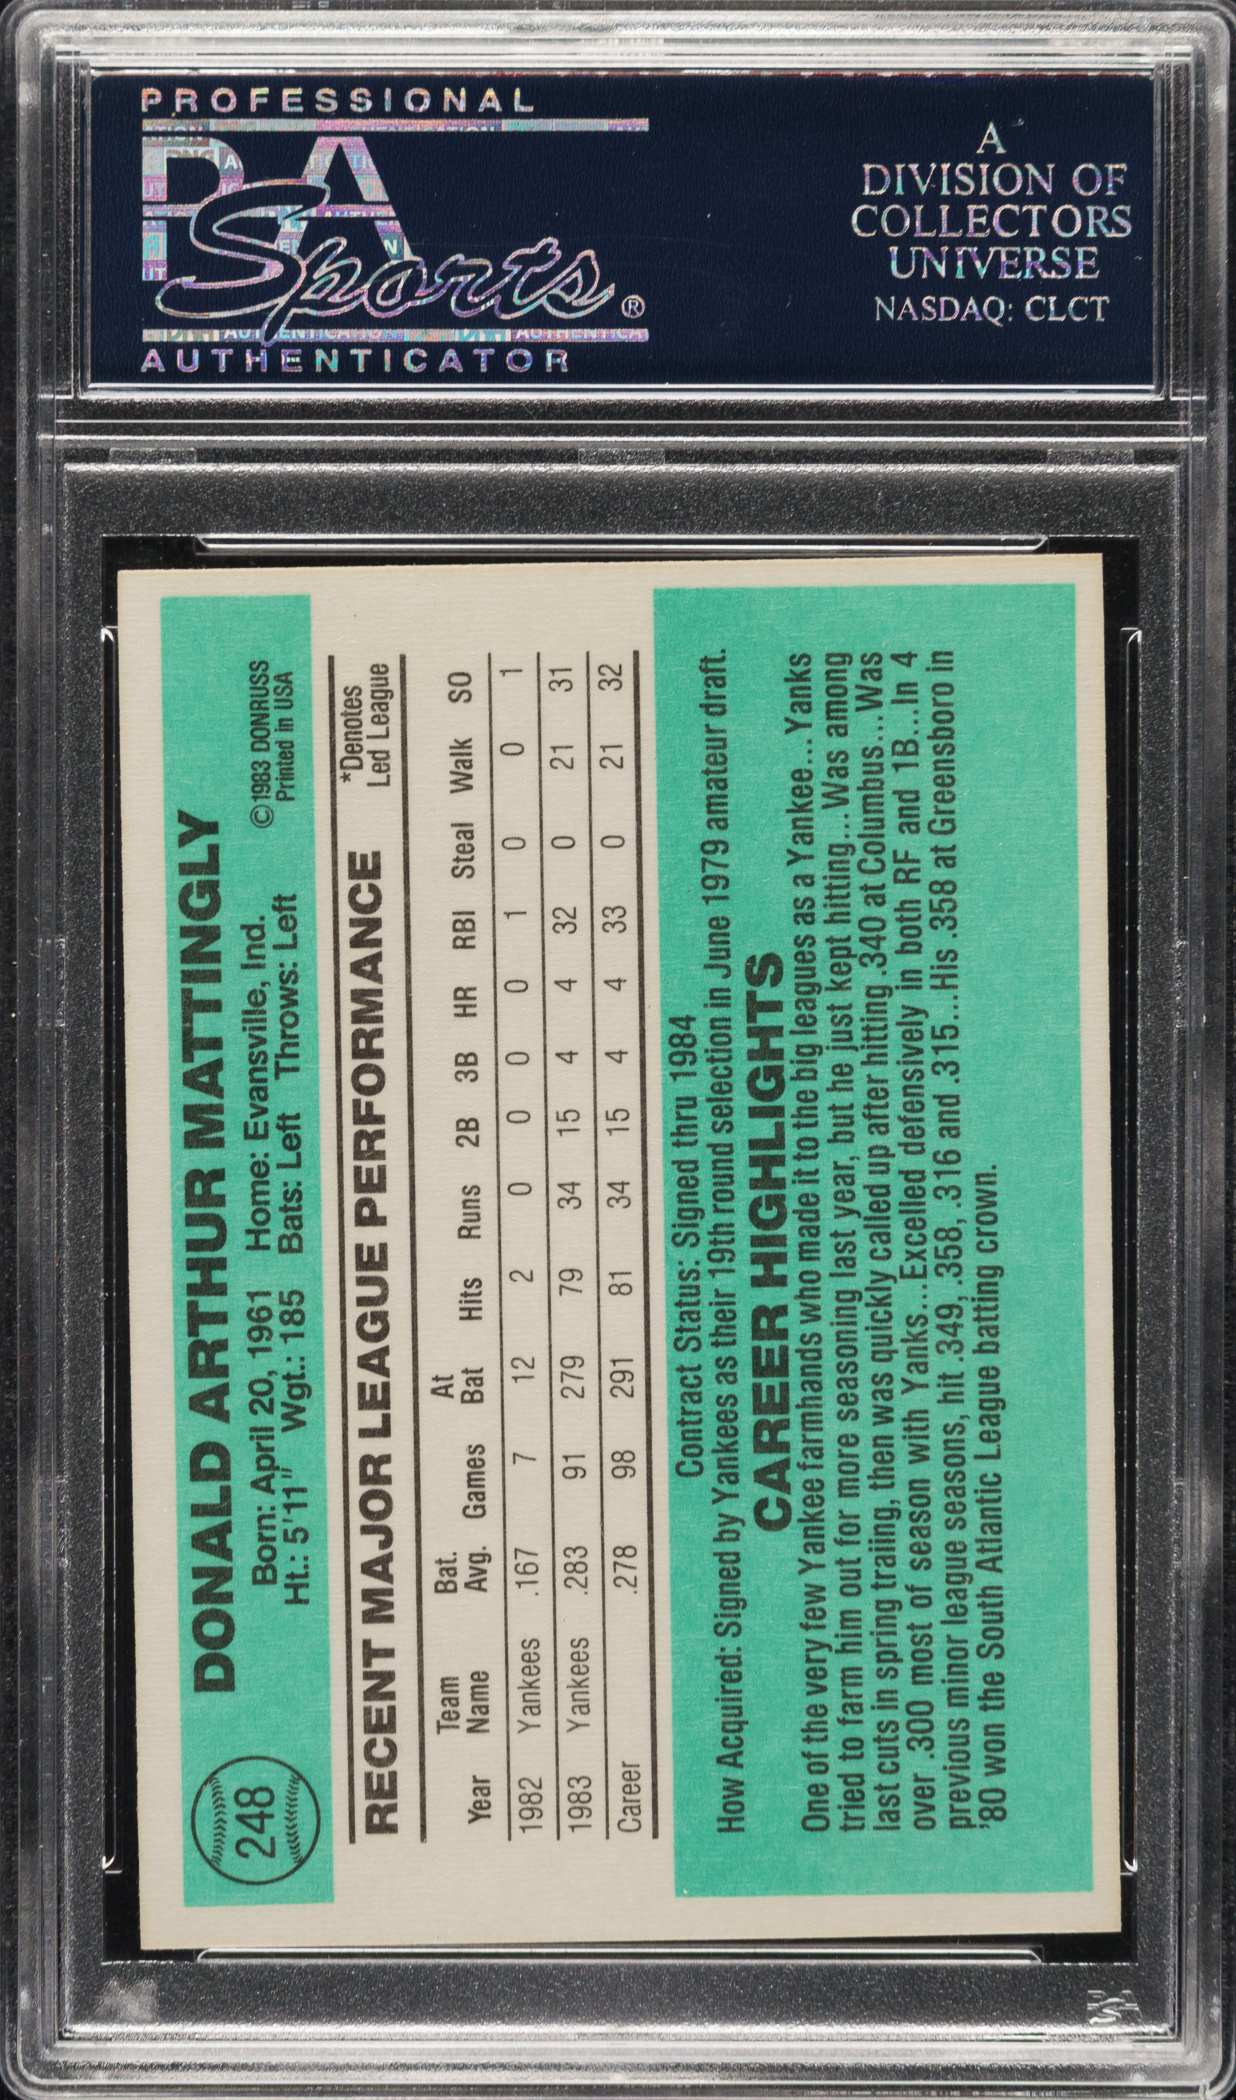 PROFESSIONAL
PSA
Sports®
AUTHENTICATOR
A
DIVISION OF
COLLECTORS
UNIVERSE
NASDAQ: CLCT
248
DONALD ARTHUR MATTINGLY
Born: April 20, 1961 Home: Evansville, Ind. © 1983 DONRUSS
Ht.: 5'11" Wgt.: 185 Bats: Left Throws: Left Printed in USA
RECENT MAJOR LEAGUE PERFORMANCE
*Denotes
Led League
Year Team Name Bat. Avg. Games At Bat Hits Runs 2B 3B HR RBI Steal Walk SO
1982 Yankees .167 7 12 2 0 0 0 0 1 0 0 1
1983 Yankees .283 91 279 79 34 15 4 4 32 0 21 31
Career .278 98 291 81 34 15 4 4 33 0 21 32
Contract Status: Signed thru 1984
How Acquired: Signed by Yankees as their 19th round selection in June 1979 amateur draft.
CAREER HIGHLIGHTS
One of the very few Yankee farmhands who made it to the big leagues as a Yankee...Yanks
tried to farm him out for more seasoning last year, but he just kept hitting...Was among
last cuts in spring traiing, then was quickly called up after hitting .340 at Columbus...Was
over .300 most of season with Yanks...Excelled defensively in both RF and 1B...In 4
previous minor league seasons, hit .349, .358, .316 and .315...His .358 at Greensboro in
'80 won the South Atlantic League batting crown.
PSA